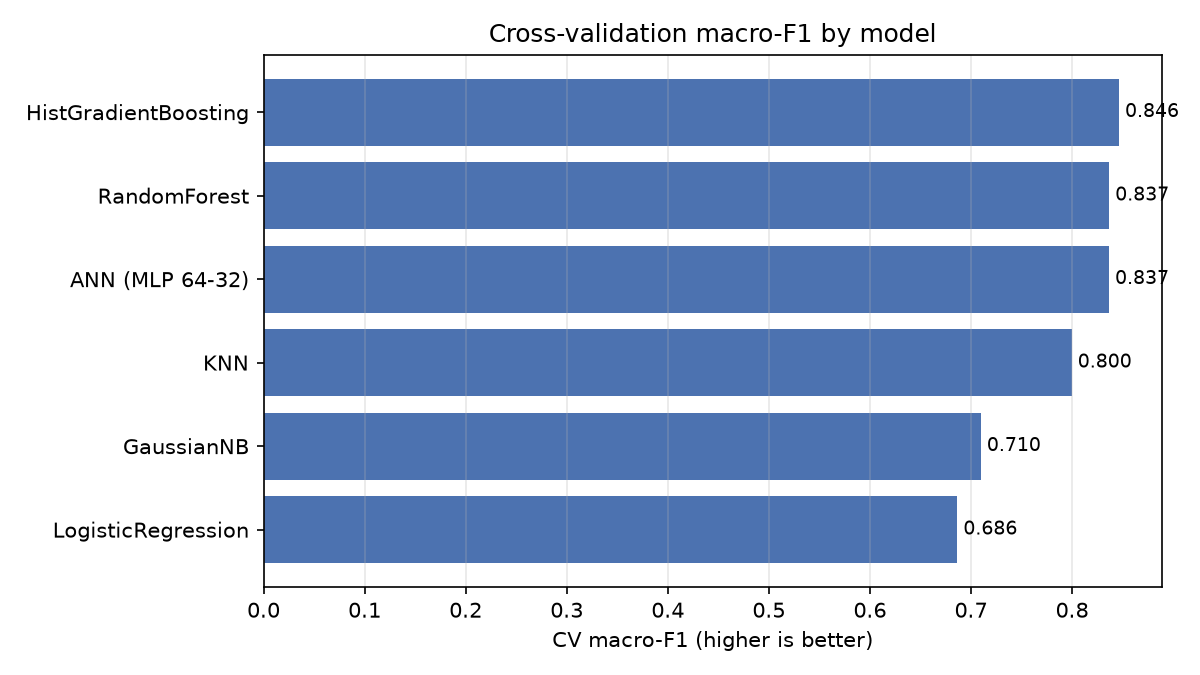 Cross-validation macro-F1 by model
HistGradientBoosting 0.846
RandomForest 0.837
ANN (MLP 64-32) 0.837
KNN 0.800
GaussianNB 0.710
LogisticRegression 0.686
0.0 0.1 0.2 0.3 0.4 0.5 0.6 0.7 0.8
CV macro-F1 (higher is better)